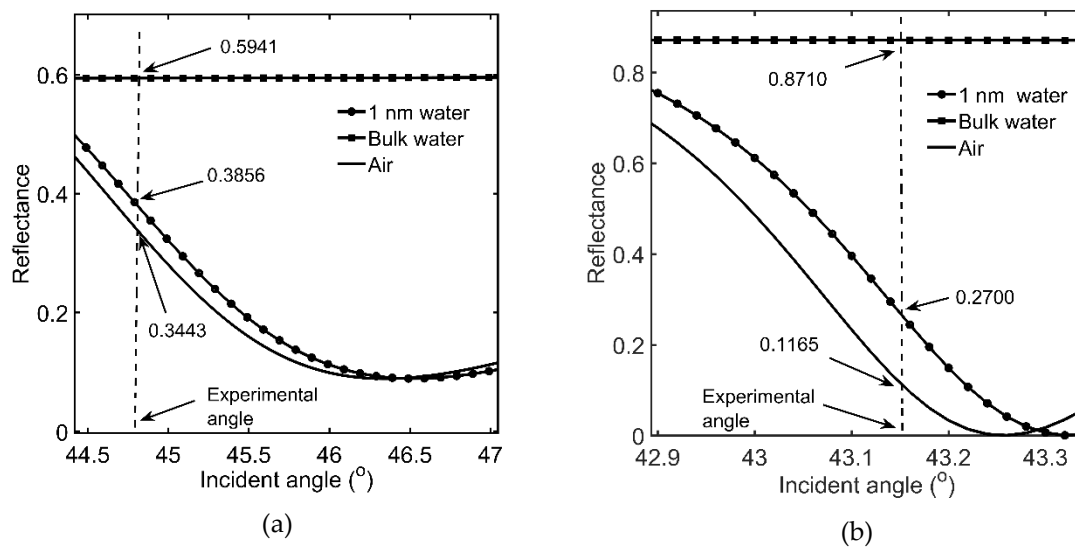 (a)
0.5941
0.6
1 nm water
Bulk water
Air
Reflectance
0.4
0.3856
0.3443
0.2
Experimental
angle
0
44.5 45 45.5 46 46.5 47
Incident angle (o)
(a)
(b)
0.8
0.8710
1 nm water
Bulk water
Air
0.6
Reflectance
0.4
0.2700
0.1165
0.2
Experimental
angle
0
42.9 43 43.1 43.2 43.3
Incident angle (o)
(b)